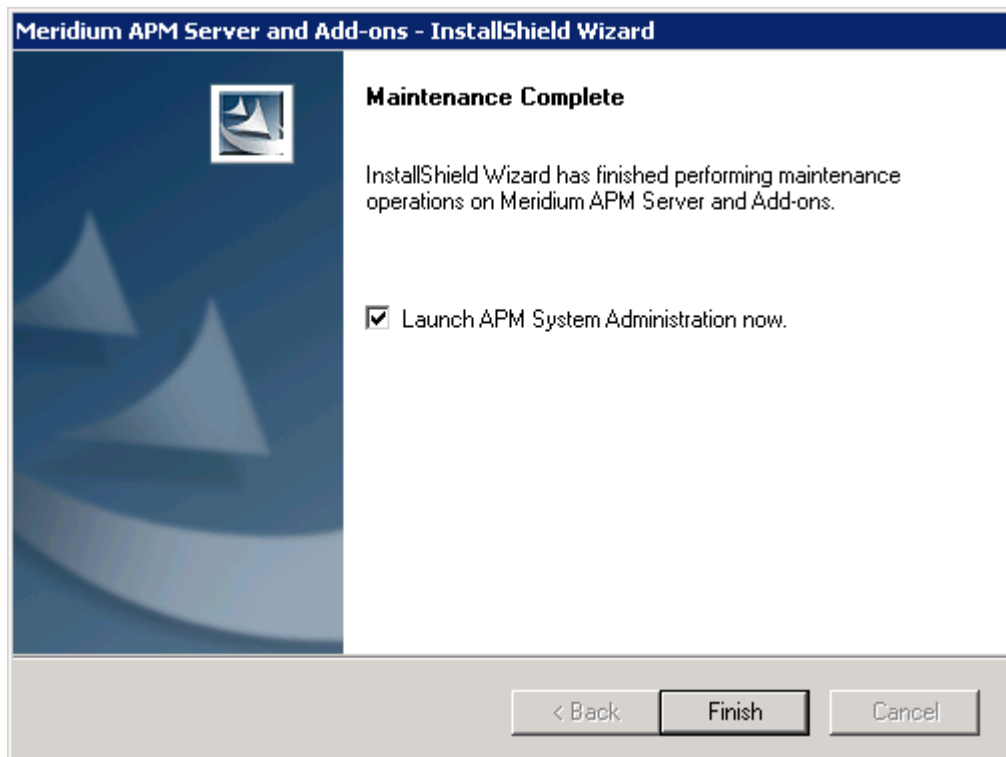 Meridium APM Server and Add-ons - InstallShield Wizard
Maintenance Complete
InstallShield Wizard has finished performing maintenance
operations on Meridium APM Server and Add-ons.
Launch APM System Administration now.
< Back
Finish
Cancel